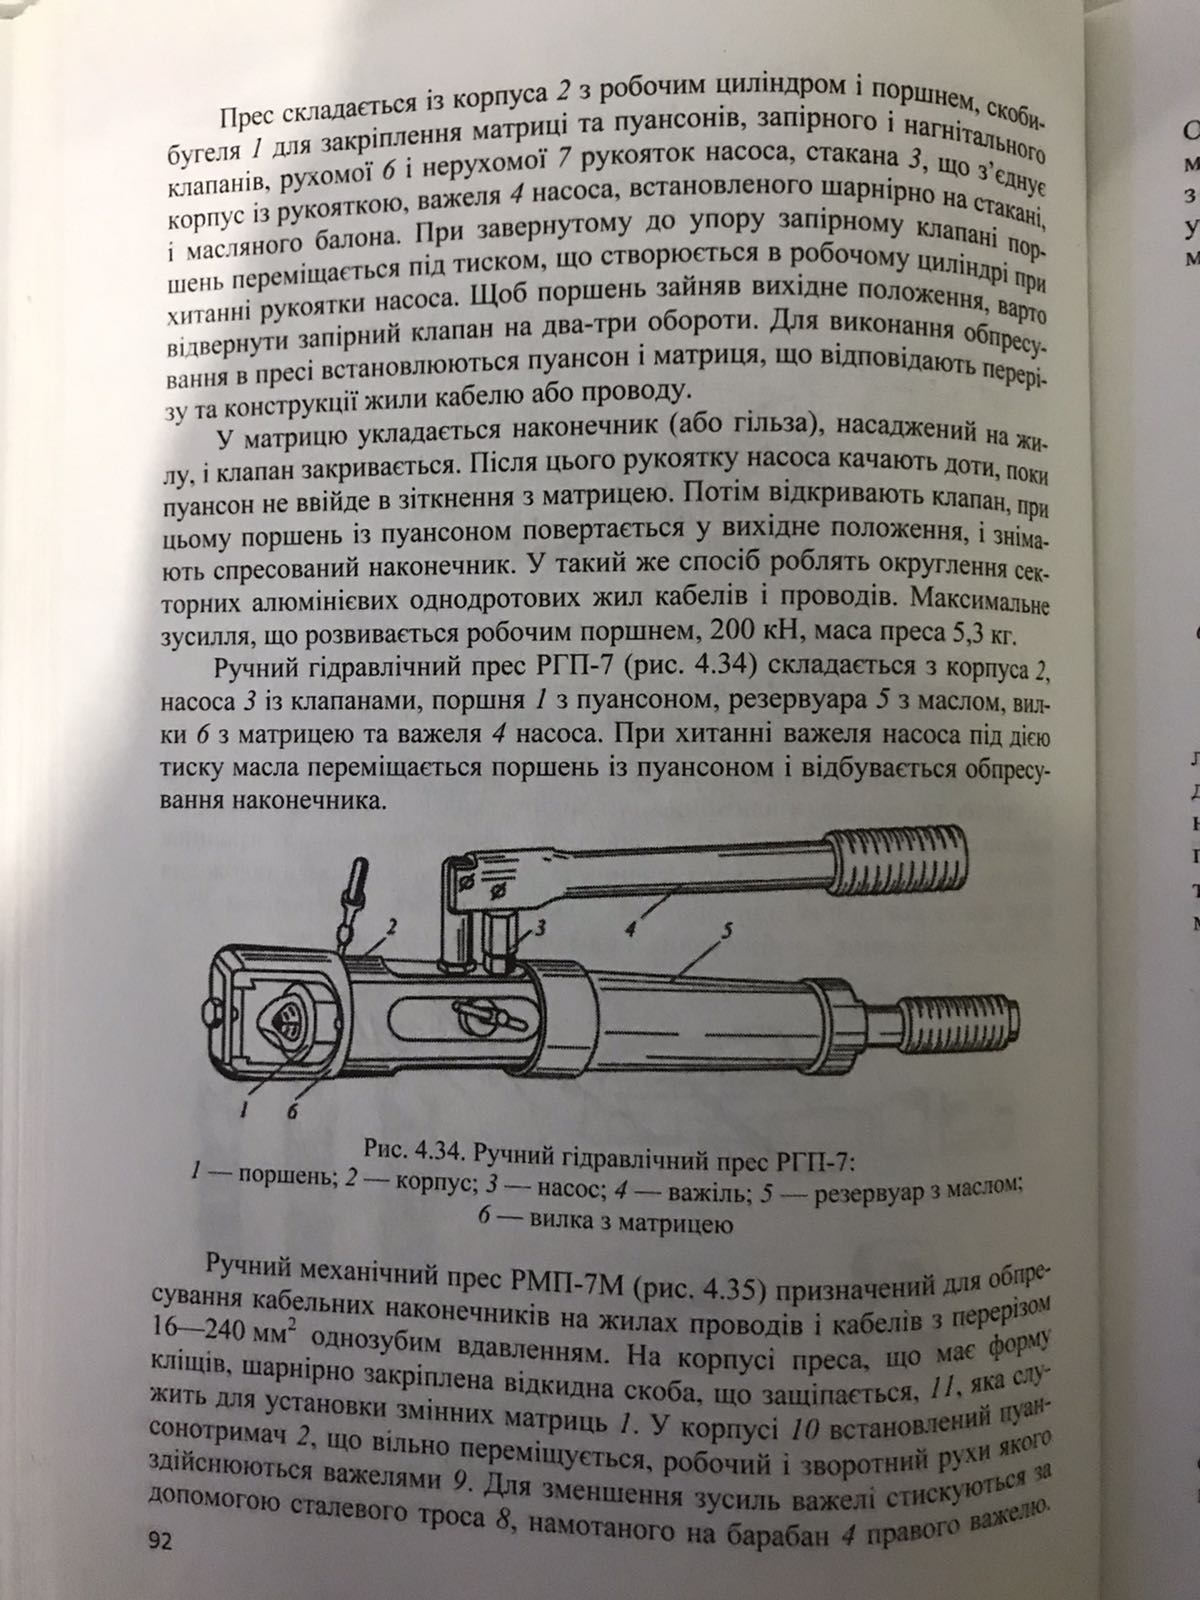 Прес складається із корпуса 2 з робочим циліндром і поршнем, скоби-
бугеля 1 для закріплення матриці та пуансонів, запірного і нагнітального
клапанів, рухомої 6 і нерухомої 7 рукояток насоса, стакана 3, що з’єднує
корпус із рукояткою, важеля 4 насоса, встановленого шарнірно на стакані,
і масляного балона. При завернутому до упору запірному клапані пор-
шень переміщається під тиском, що створюється в робочому циліндрі при
хитанні рукоятки насоса. Щоб поршень зайняв вихідне положення, варто
відвернути запірний клапан на два-три обороти. Для виконання обпресу-
вання в пресі встановлюються пуансон і матриця, що відповідають перері-
зу та конструкції жили кабелю або проводу.
У матрицю укладається наконечник (або гільза), насаджений на жи-
лу, і клапан закривається. Після цього рукоятку насоса качають доти, поки
пуансон не ввійде в зіткнення з матрицею. Потім відкривають клапан, при
цьому поршень із пуансоном повертається у вихідне положення, і зніма-
ють спресований наконечник. У такий же спосіб роблять округлення сек-
торних алюмінієвих однодротових жил кабелів і проводів. Максимальне
зусилля, що розвивається робочим поршнем, 200 кН, маса преса 5,3 кг.
Ручний гідравлічний прес РГП-7 (рис. 4.34) складається з корпуса 2,
насоса 3 із клапанами, поршня 1 з пуансоном, резервуара 5 з маслом, вил-
ки 6 з матрицею та важеля 4 насоса. При хитанні важеля насоса під дією
тиску масла переміщається поршень із пуансоном і відбувається обпресу-
вання наконечника.
2 3 4 5
1 6
Рис. 4.34. Ручний гідравлічний прес РГП-7:
1 — поршень; 2 — корпус; 3 — насос; 4 — важіль; 5 — резервуар з маслом;
6 — вилка з матрицею
Ручний механічний прес РМП-7М (рис. 4.35) призначений для обпре-
сування кабельних наконечників на жилах проводів і кабелів з перерізом
16—240 мм² однозубим вдавленням. На корпусі преса, що має форму
кліщів, шарнірно закріплена відкидна скоба, що защіпається, 11, яка слу-
жить для установки змінних матриць 1. У корпусі 10 встановлений пуан-
сонотримач 2, що вільно переміщується, робочий і зворотний рухи якого
здійснюються важелями 9. Для зменшення зусиль важелі стискуються за
допомогою сталевого троса 8, намотаного на барабан 4 правого важелю.
92